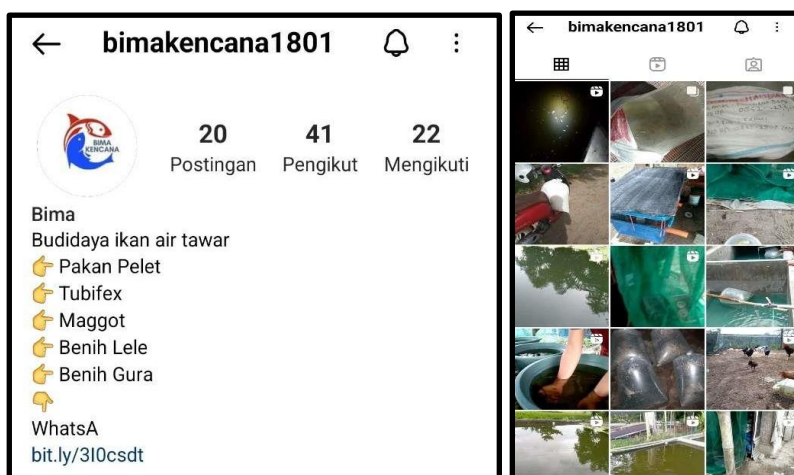 bimakencana1801
BIMA
KENCANA
20 41 22
Postingan Pengikut Mengikuti
Bima
Budidaya ikan air tawar
👉 Pakan Pelet
👉 Tubifex
👉 Maggot
👉 Benih Lele
👉 Benih Gura
👇
WhatsA
bit.ly/3I0csdt
bimakencana1801